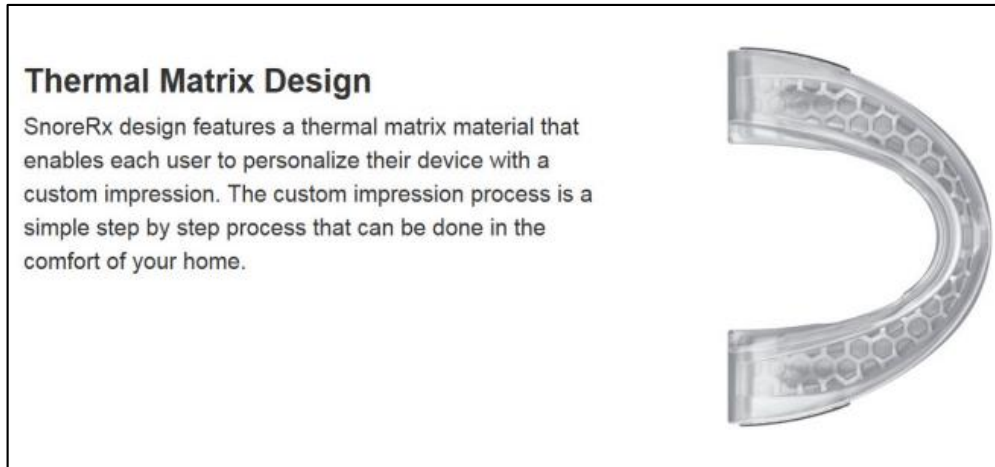 Thermal Matrix Design
SnoreRx design features a thermal matrix material that
enables each user to personalize their device with a
custom impression. The custom impression process is a
simple step by step process that can be done in the
comfort of your home.